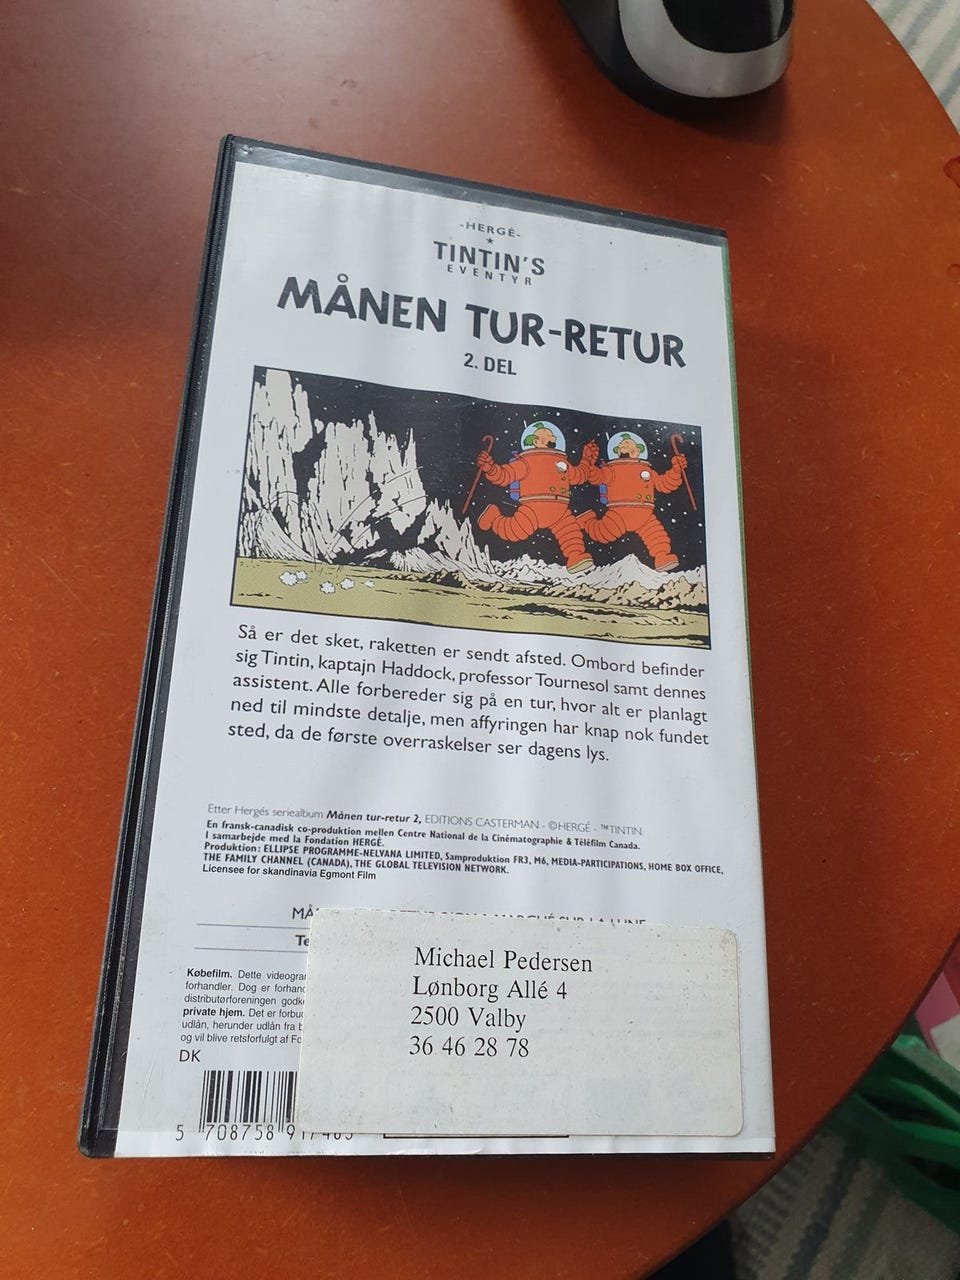 -HERGÉ-
TINTIN'S
EVENTYR
MÅNEN TUR-RETUR
2. DEL
Så er det sket, raketten er sendt afsted. Ombord befinder
sig Tintin, kaptajn Haddock, professor Tournesol samt dennes
assistent. Alle forbereder sig på en tur, hvor alt er planlagt
ned til mindste detalje, men affyringen har knap nok fundet
sted, da de første overraskelser ser dagens lys.
Etter Hergés seriealbum Månen tur-retur 2, EDITIONS CASTERMAN - ©HERGÉ - ™TINTIN.
En fransk-canadisk co-produktion mellen Centre National de la Cinématographie & Téléfilm Canada.
I samarbejde med la Fondation HERGÉ.
Produktion: ELLIPSE PROGRAMME-NELVANA LIMITED, Samproduktion FR3, M6, MEDIA-PARTICIPATIONS, HOME BOX OFFICE,
THE FAMILY CHANNEL (CANADA), THE GLOBAL TELEVISION NETWORK.
Licensee for skandinavia Egmont Film
Michael Pedersen
Lønborg Allé 4
2500 Valby
36 46 28 78
Købefilm. Dette
forhandler. Dog er
distributørforeningen
private hjem. Det er
udlån, herunder udlån fra
og vil blive retsforfulgt af
DK
5 708758 917465